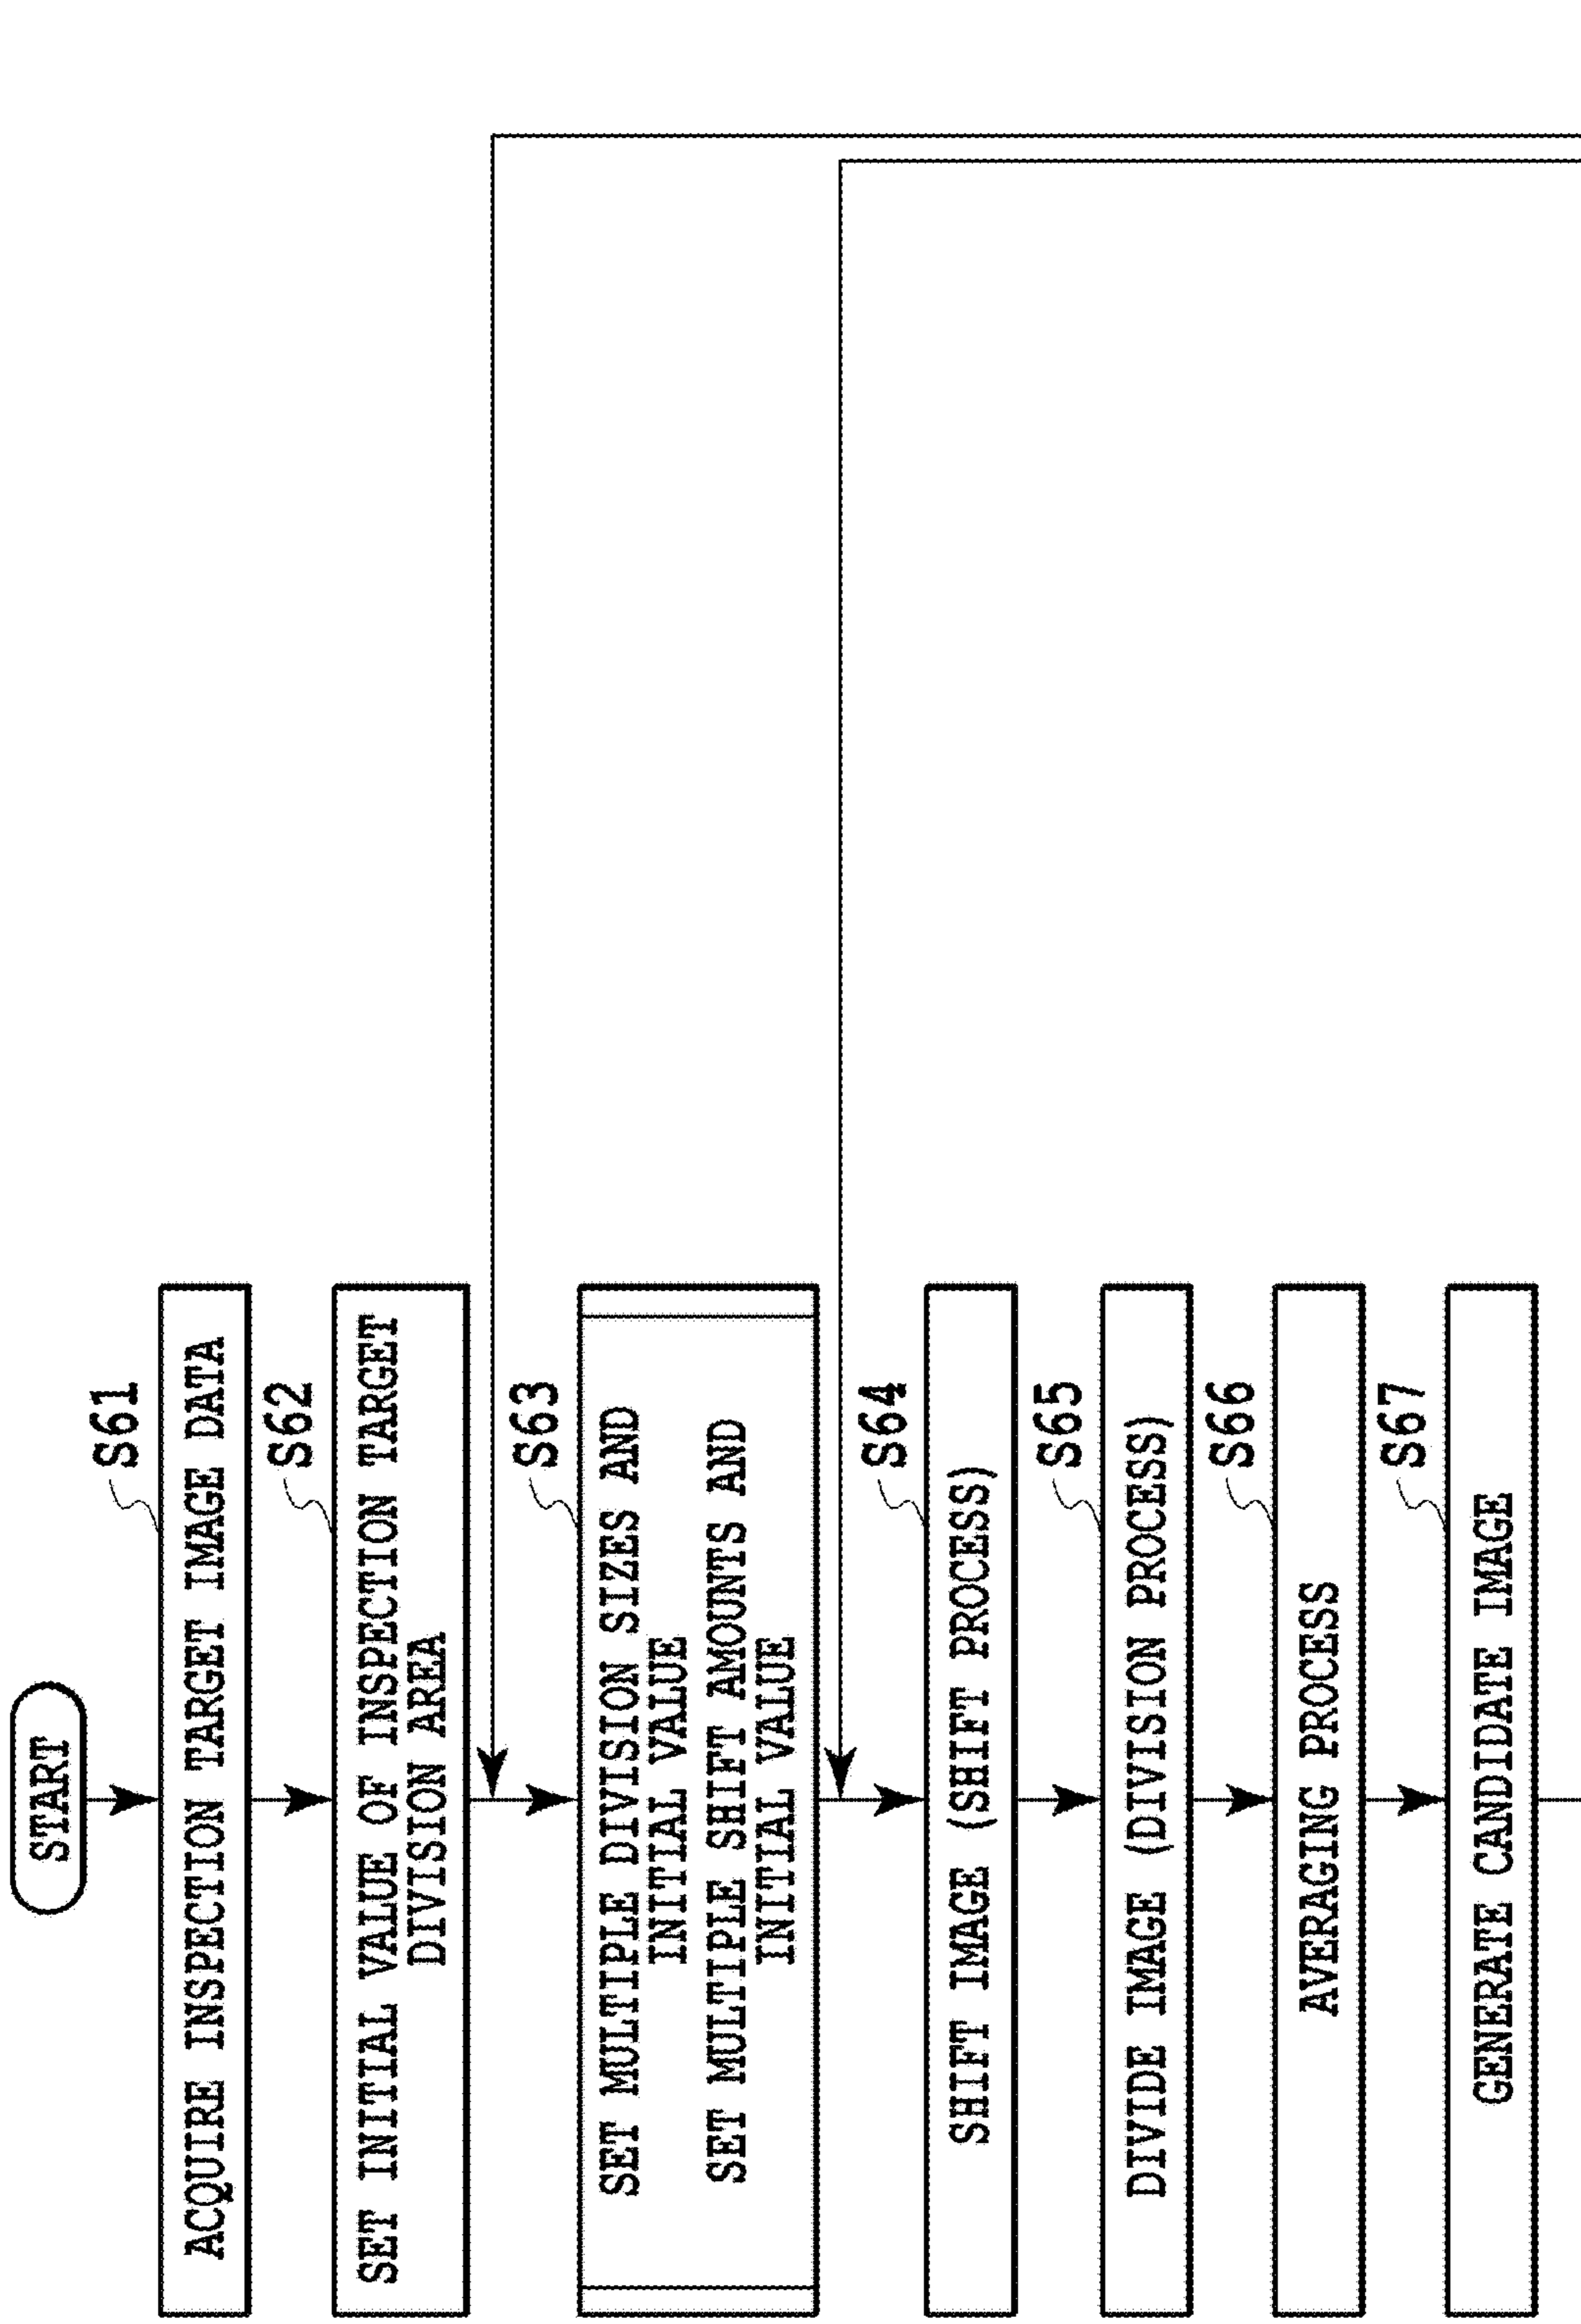 START
S61
ACQUIRE INSPECTION TARGET IMAGE DATA
S62
SET INITIAL VALUE OF INSPECTION TARGET
DIVISION AREA
S63
SET MULTIPLE DIVISION SIZES AND
INITIAL VALUE
SET MULTIPLE SHIFT AMOUNTS AND
INITIAL VALUE
S64
SHIFT IMAGE (SHIFT PROCESS)
S65
DIVIDE IMAGE (DIVISION PROCESS)
S66
AVERAGING PROCESS
S67
GENERATE CANDIDATE IMAGE